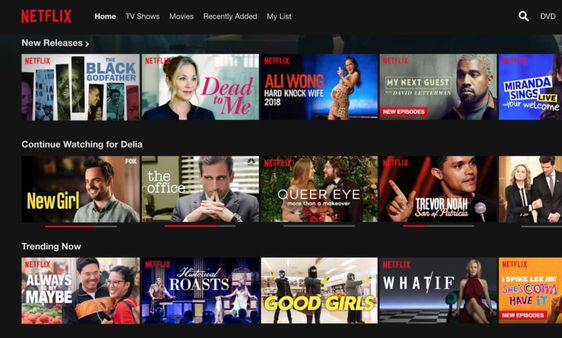 NETFLIX Home TV Shows Movies Recently Added My List DVD
New Releases >
NETFLIX
THE
BLACK
GODFATHER
NETFLIX
Dead
to Me
NETFLIX
ALI WONG
HARD KNOCK WIFE
2018
NETFLIX
MY NEXT GUEST
WITH DAVID LETTERMAN
NEW EPISODES
NETFLIX
MIRANDA
SINGS LIVE
your welcome
Continue Watching for Delia
New Girl
FOX
the
office
NETFLIX
QUEER EYE
more than a makeover
NETFLIX
TREVOR NOAH
Son of Patricia
Trending Now
NETFLIX
ALWAYS
BE MY
MAYBE
NETFLIX
Historical
ROASTS
NETFLIX
GOOD GIRLS
NETFLIX
WHAT/IF
NETFLIX
SHE'S GOTTA
HAVE IT
NEW EPISODES